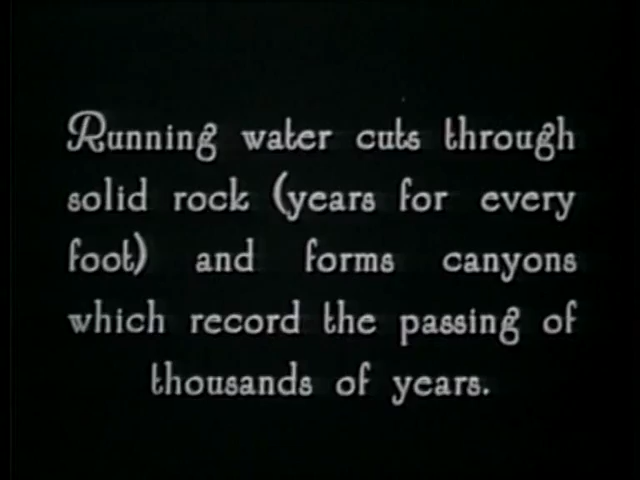 Running water cuts through
solid rock (years for every
foot) and forms canyons
which record the passing of
thousands of years.